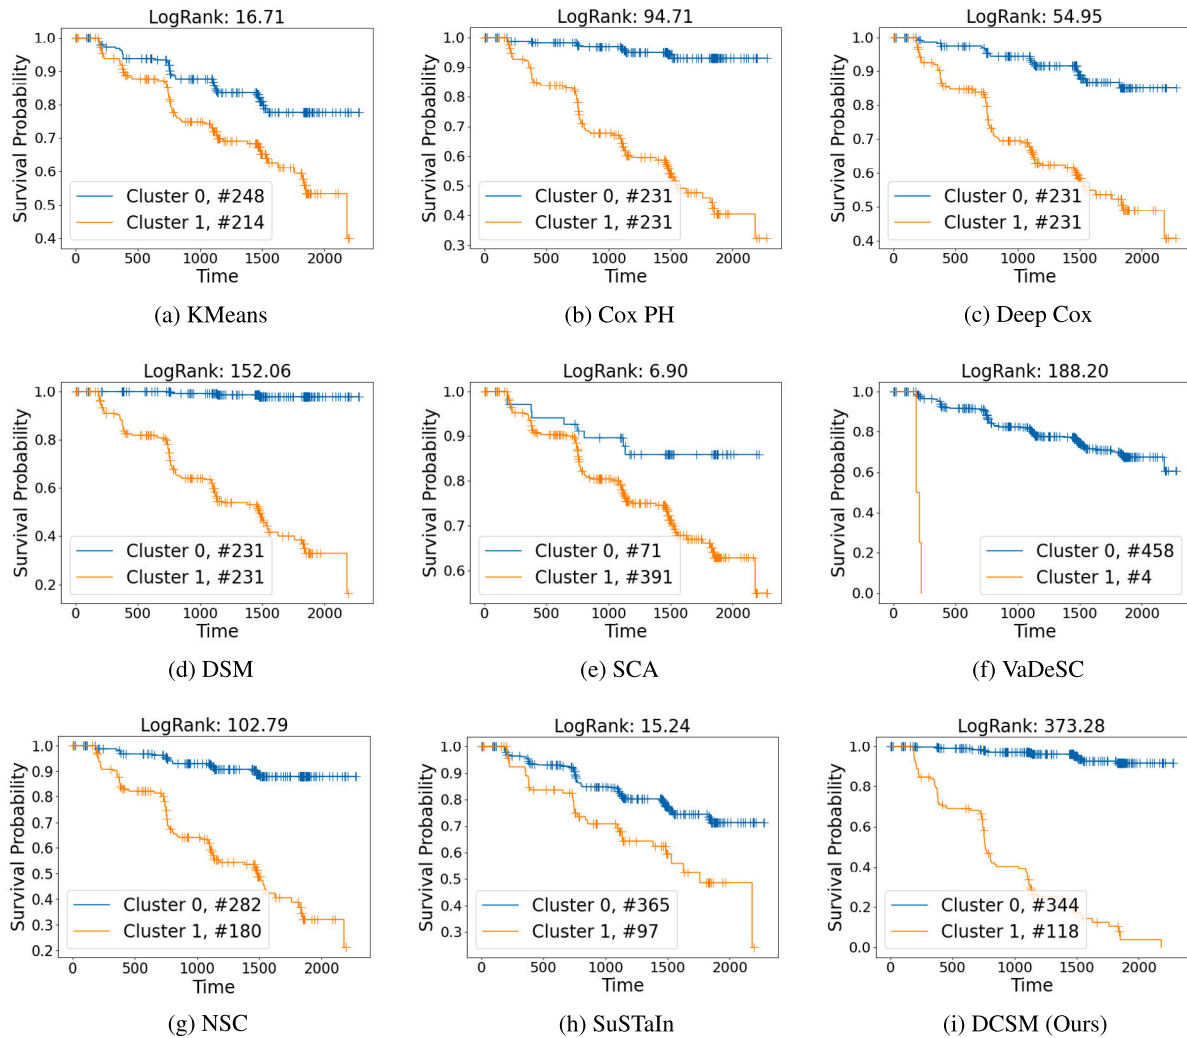 LogRank: 16.71
1.0
0.9
0.8
0.7
0.6
0.5
0.4
Survival Probability
Cluster 0, #248
Cluster 1, #214
0 500 1000 1500 2000
Time
(a) KMeans
LogRank: 94.71
1.0
0.9
0.8
0.7
0.6
0.5
0.4
0.3
Survival Probability
Cluster 0, #231
Cluster 1, #231
0 500 1000 1500 2000
Time
(b) Cox PH
LogRank: 54.95
1.0
0.9
0.8
0.7
0.6
0.5
0.4
Survival Probability
Cluster 0, #231
Cluster 1, #231
0 500 1000 1500 2000
Time
(c) Deep Cox
LogRank: 152.06
1.0
0.8
0.6
0.4
0.2
Survival Probability
Cluster 0, #231
Cluster 1, #231
0 500 1000 1500 2000
Time
(d) DSM
LogRank: 6.90
1.0
0.9
0.8
0.7
0.6
Survival Probability
Cluster 0, #71
Cluster 1, #391
0 500 1000 1500 2000
Time
(e) SCA
LogRank: 188.20
1.0
0.8
0.6
0.4
0.2
0.0
Survival Probability
Cluster 0, #458
Cluster 1, #4
0 500 1000 1500 2000
Time
(f) VaDeSC
LogRank: 102.79
1.0
0.9
0.8
0.7
0.6
0.5
0.4
0.3
0.2
Survival Probability
Cluster 0, #282
Cluster 1, #180
0 500 1000 1500 2000
Time
(g) NSC
LogRank: 15.24
1.0
0.9
0.8
0.7
0.6
0.5
0.4
0.3
Survival Probability
Cluster 0, #365
Cluster 1, #97
0 500 1000 1500 2000
Time
(h) SuSTaIn
LogRank: 373.28
1.0
0.8
0.6
0.4
0.2
0.0
Survival Probability
Cluster 0, #344
Cluster 1, #118
0 500 1000 1500 2000
Time
(i) DCSM (Ours)